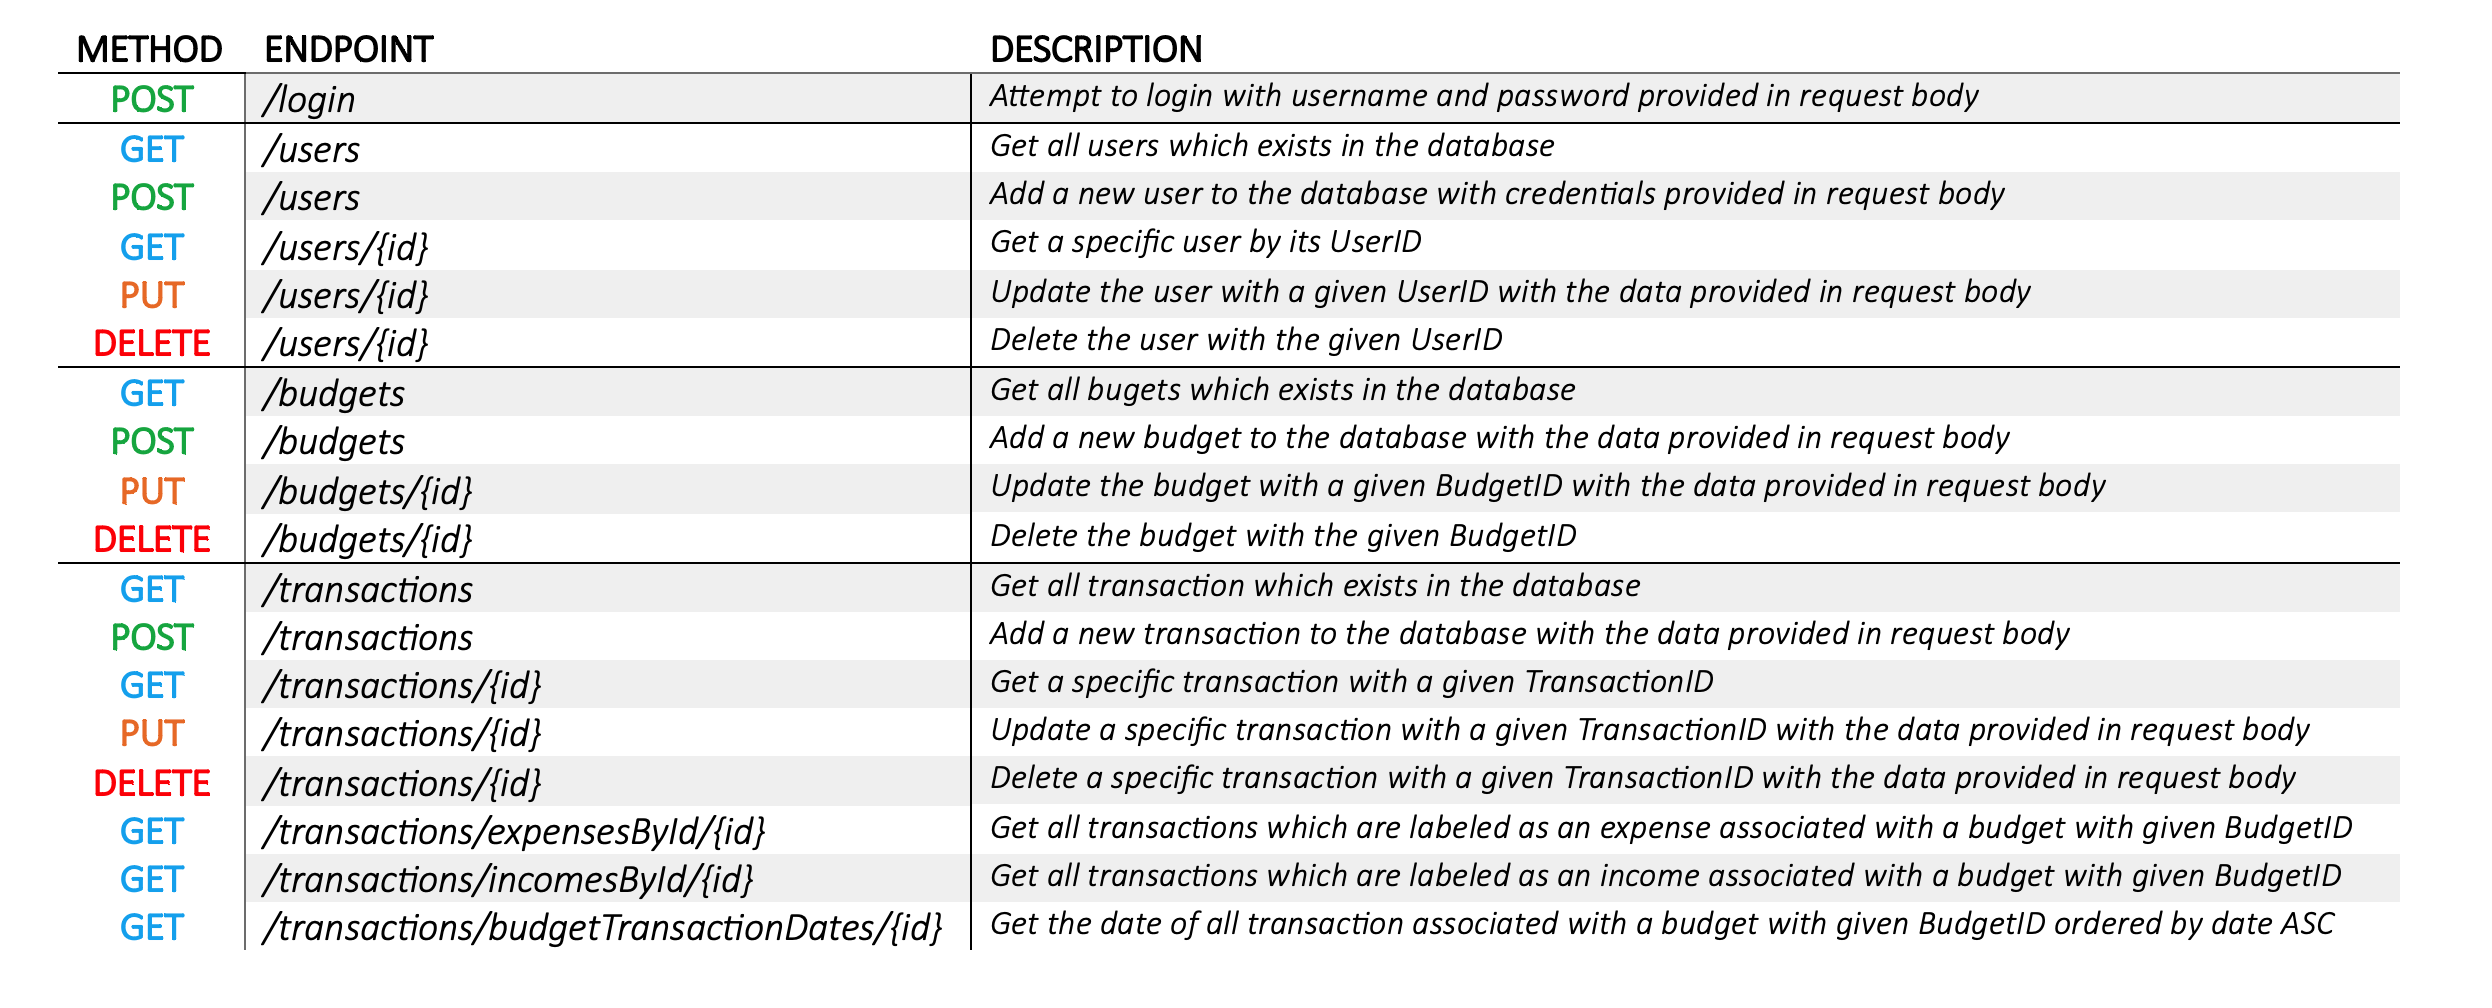 METHOD ENDPOINT DESCRIPTION
POST /login Attempt to login with username and password provided in request body
GET /users Get all users which exists in the database
POST /users Add a new user to the database with credentials provided in request body
GET /users/{id} Get a specific user by its UserID
PUT /users/{id} Update the user with a given UserID with the data provided in request body
DELETE /users/{id} Delete the user with the given UserID
GET /budgets Get all bugets which exists in the database
POST /budgets Add a new budget to the database with the data provided in request body
PUT /budgets/{id} Update the budget with a given BudgetID with the data provided in request body
DELETE /budgets/{id} Delete the budget with the given BudgetID
GET /transactions Get all transaction which exists in the database
POST /transactions Add a new transaction to the database with the data provided in request body
GET /transactions/{id} Get a specific transaction with a given TransactionID
PUT /transactions/{id} Update a specific transaction with a given TransactionID with the data provided in request body
DELETE /transactions/{id} Delete a specific transaction with a given TransactionID with the data provided in request body
GET /transactions/expensesById/{id} Get all transactions which are labeled as an expense associated with a budget with given BudgetID
GET /transactions/incomesById/{id} Get all transactions which are labeled as an income associated with a budget with given BudgetID
GET /transactions/budgetTransactionDates/{id} Get the date of all transaction associated with a budget with given BudgetID ordered by date ASC